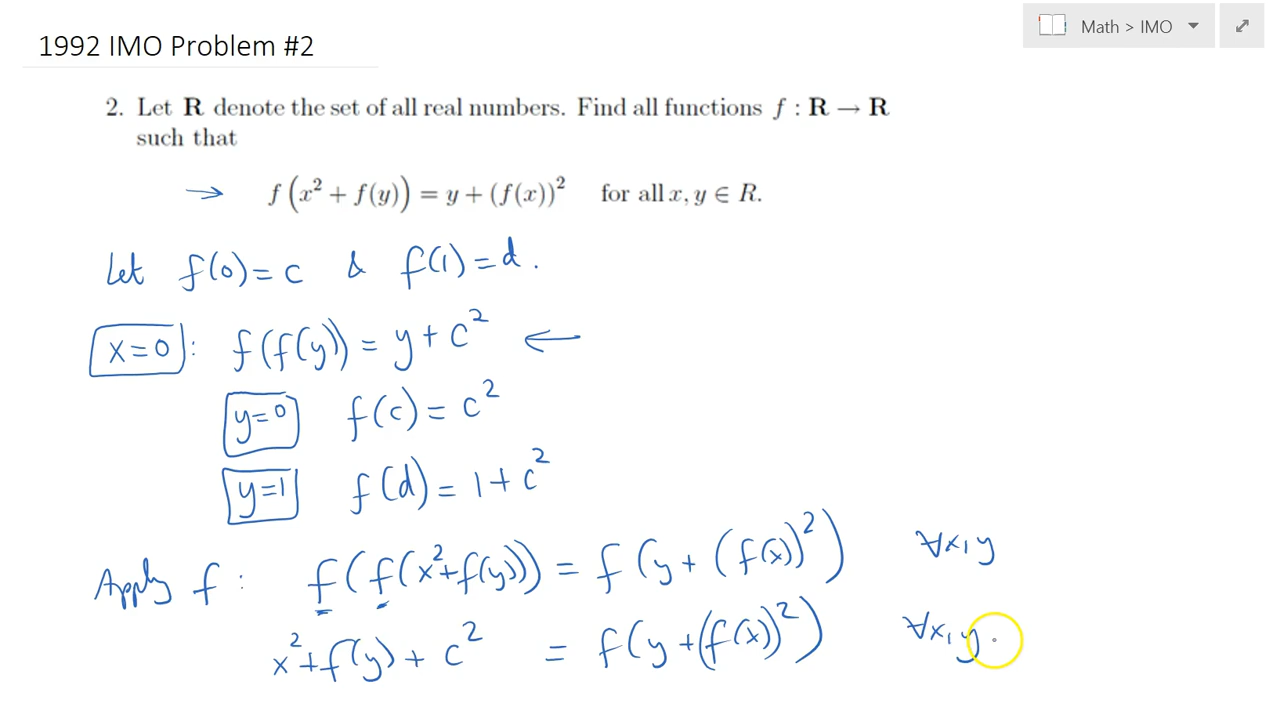 Math > IMO
1992 IMO Problem #2
2. Let R denote the set of all real numbers. Find all functions f : R → R
such that
→ f(x² + f(y)) = y + (f(x))² for all x, y ∈ R.
Let f(0) = c & f(1) = d.
x=0 : f(f(y)) = y + c² ←
y=0 f(c) = c²
y=1 f(d) = 1 + c²
Apply f : f(f(x²+f(y))) = f(y + (f(x))²) ∀x,y
x²+f(y) + c² = f(y + (f(x))²) ∀x,y.